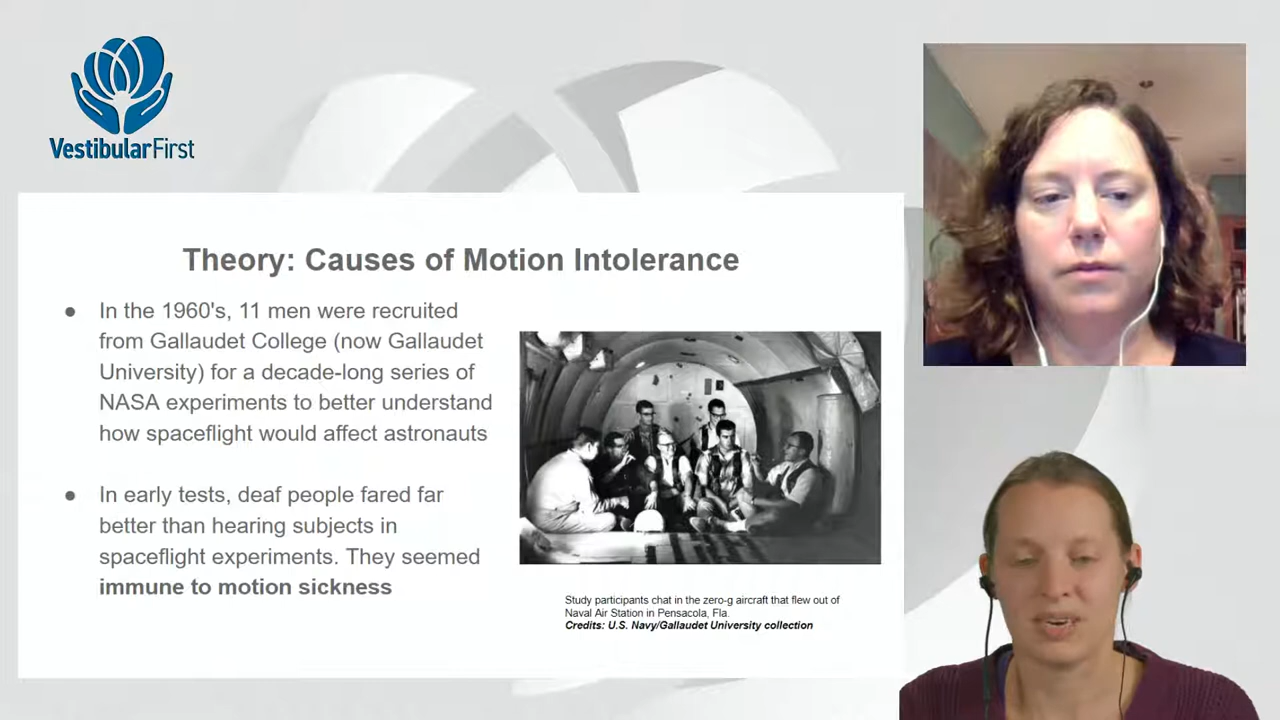 VestibularFirst
Theory: Causes of Motion Intolerance
● In the 1960's, 11 men were recruited
from Gallaudet College (now Gallaudet
University) for a decade-long series of
NASA experiments to better understand
how spaceflight would affect astronauts
● In early tests, deaf people fared far
better than hearing subjects in
spaceflight experiments. They seemed
immune to motion sickness
Study participants chat in the zero-g aircraft that flew out of
Naval Air Station in Pensacola, Fla.
Credits: U.S. Navy/Gallaudet University collection